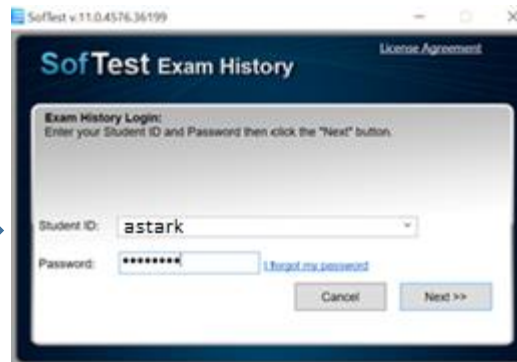 SofTest v.11.0.4576.36199
License Agreement
SofTest Exam History
Exam History Login:
Enter your Student ID and Password then click the "Next" button.
Student ID: astark
Password: ••••••••
I forgot my password
Cancel Next >>